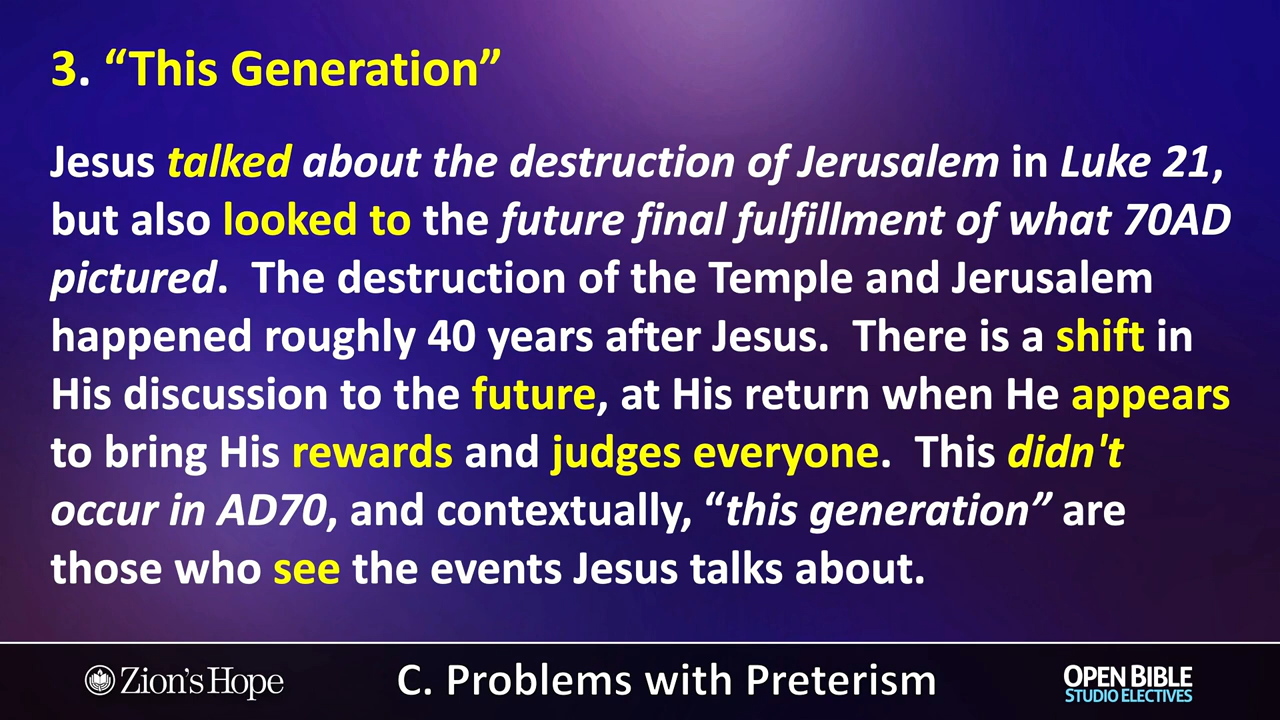 3. “This Generation”
Jesus talked about the destruction of Jerusalem in Luke 21,
but also looked to the future final fulfillment of what 70AD
pictured.  The destruction of the Temple and Jerusalem
happened roughly 40 years after Jesus.  There is a shift in
His discussion to the future, at His return when He appears
to bring His rewards and judges everyone.  This didn't
occur in AD70, and contextually, “this generation” are
those who see the events Jesus talks about.
Zion's Hope
C. Problems with Preterism
OPEN BIBLE
STUDIO ELECTIVES